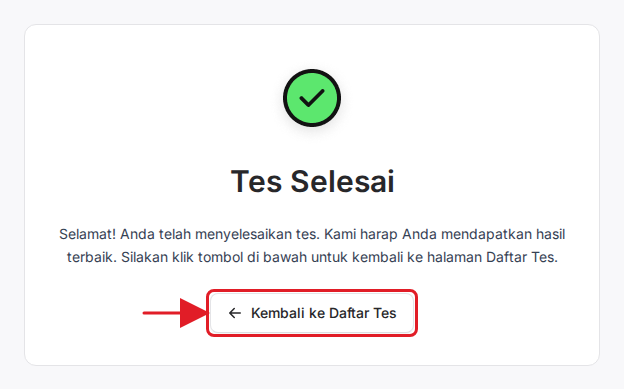 Tes Selesai
Selamat! Anda telah menyelesaikan tes. Kami harap Anda mendapatkan hasil
terbaik. Silakan klik tombol di bawah untuk kembali ke halaman Daftar Tes.
← Kembali ke Daftar Tes